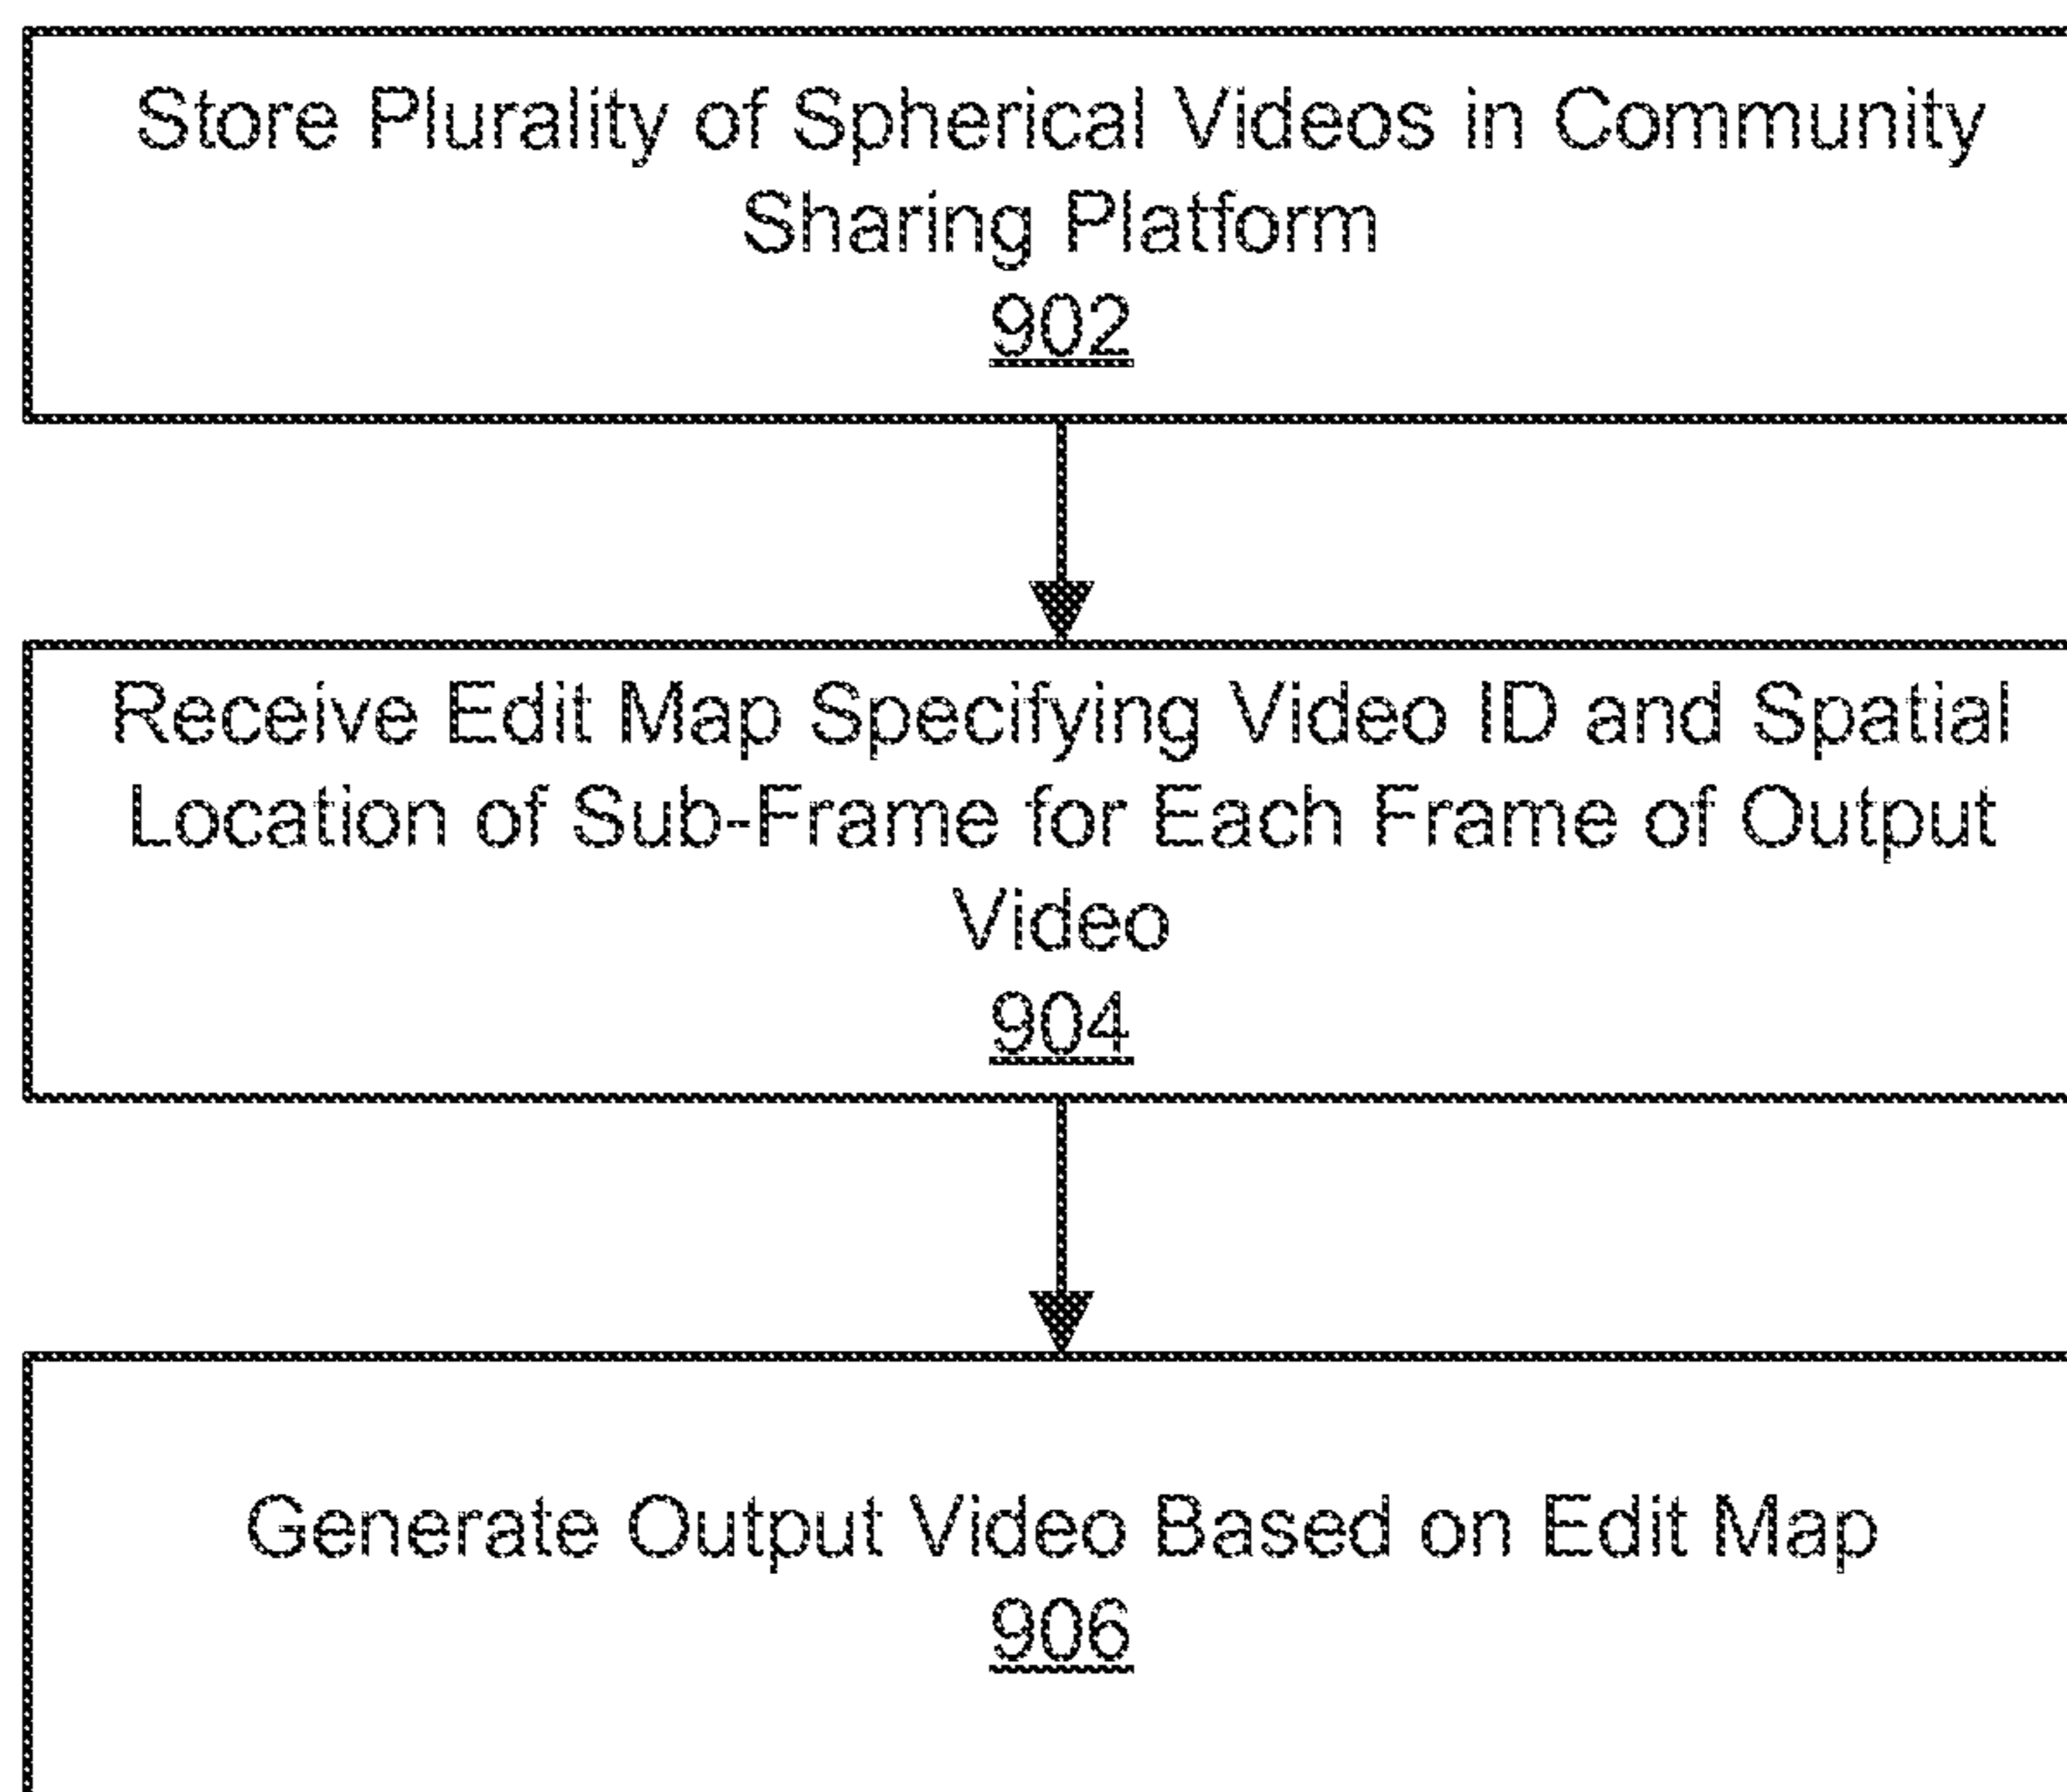 Store Plurality of Spherical Videos in Community
Sharing Platform
902
Receive Edit Map Specifying Video ID and Spatial
Location of Sub-Frame for Each Frame of Output
Video
904
Generate Output Video Based on Edit Map
906